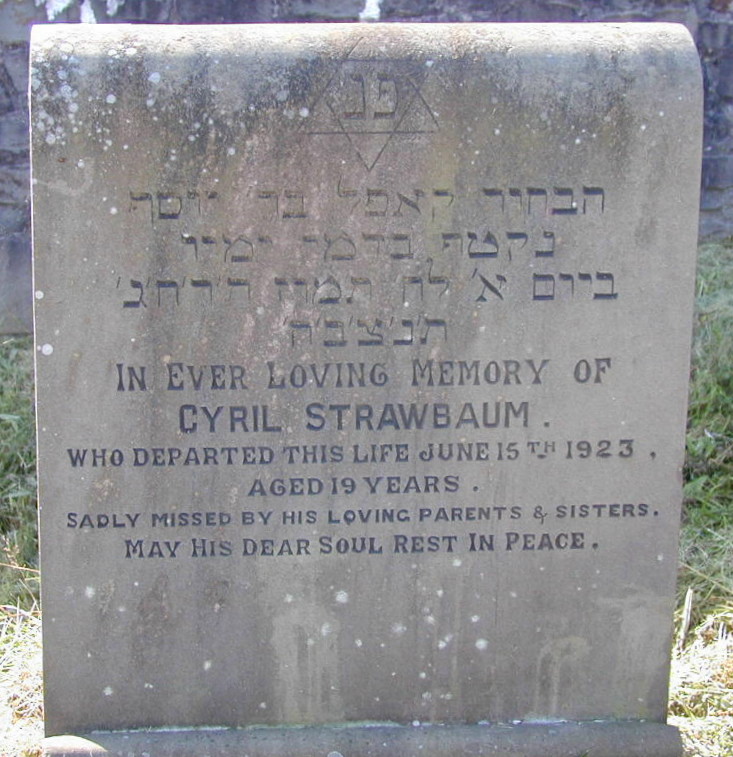 פנ
הבחור קאפל בר׳ יוסף
נקטף בדמי ימיו
ביום א׳ לח׳ תמוז
ת׳נ׳צ׳ב׳ה׳
IN EVER LOVING MEMORY OF
CYRIL STRAWBAUM.
WHO DEPARTED THIS LIFE JUNE 15TH 1923,
AGED 19 YEARS.
SADLY MISSED BY HIS LOVING PARENTS & SISTERS.
MAY HIS DEAR SOUL REST IN PEACE.